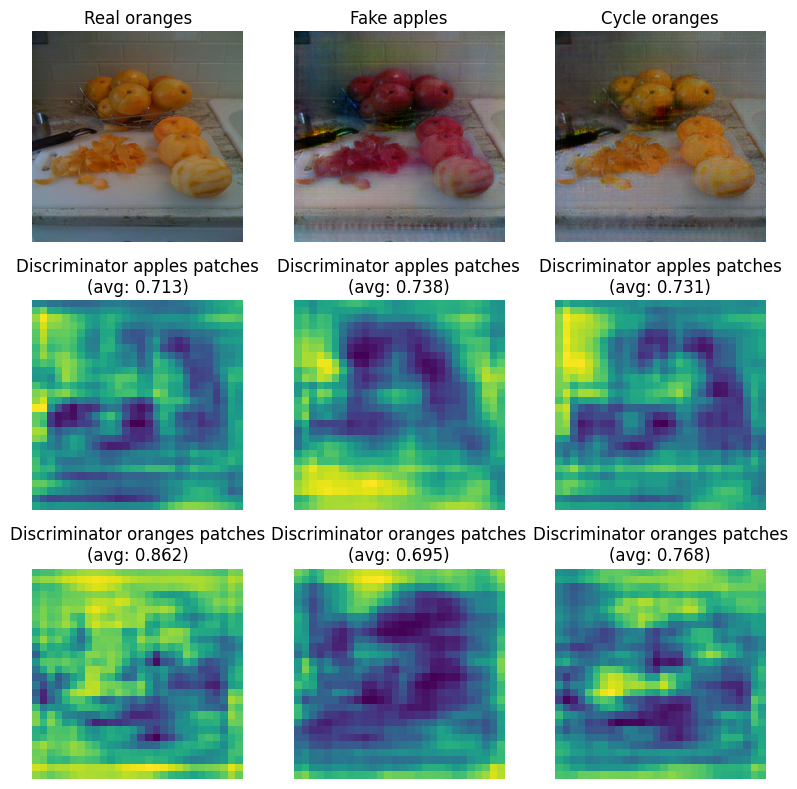 Real oranges
Fake apples
Cycle oranges
Discriminator apples patches
(avg: 0.713)
Discriminator apples patches
(avg: 0.738)
Discriminator apples patches
(avg: 0.731)
Discriminator oranges patches
(avg: 0.862)
Discriminator oranges patches
(avg: 0.695)
Discriminator oranges patches
(avg: 0.768)